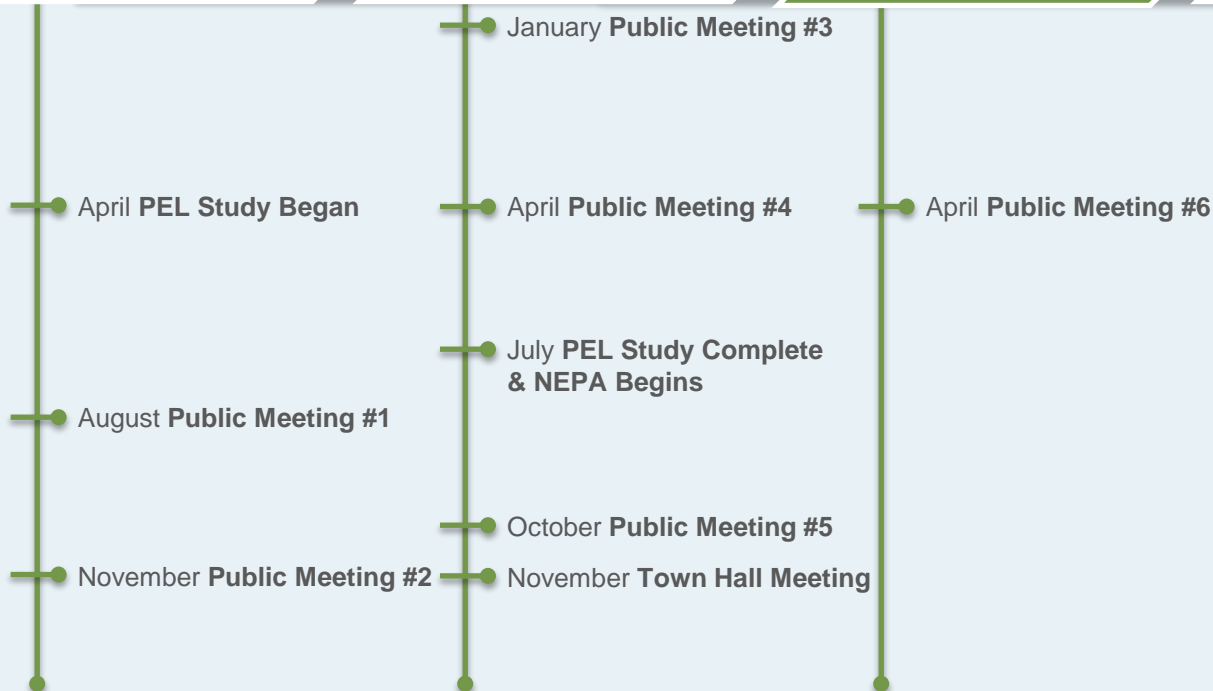 April PEL Study Began
August Public Meeting #1
November Public Meeting #2
January Public Meeting #3
April Public Meeting #4
July PEL Study Complete
& NEPA Begins
October Public Meeting #5
November Town Hall Meeting
April Public Meeting #6